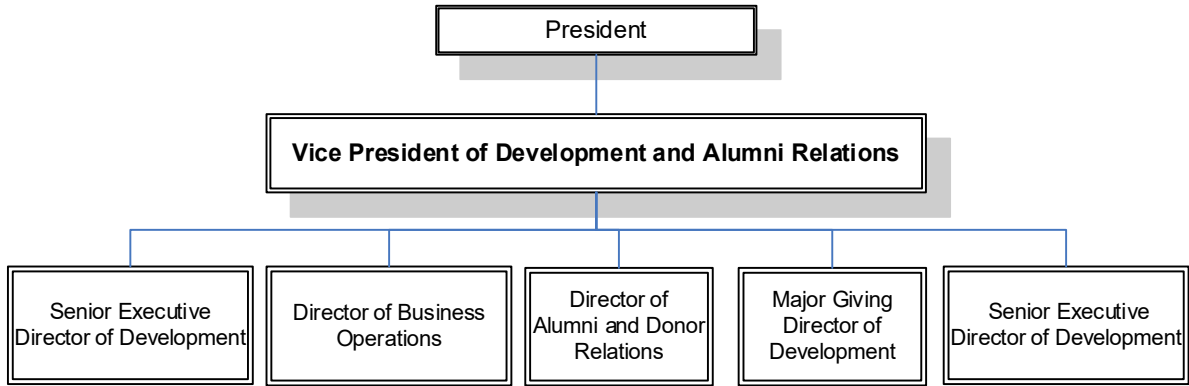 President
Vice President of Development and Alumni Relations
Senior Executive
Director of Development
Director of Business
Operations
Director of
Alumni and Donor
Relations
Major Giving
Director of
Development
Senior Executive
Director of Development